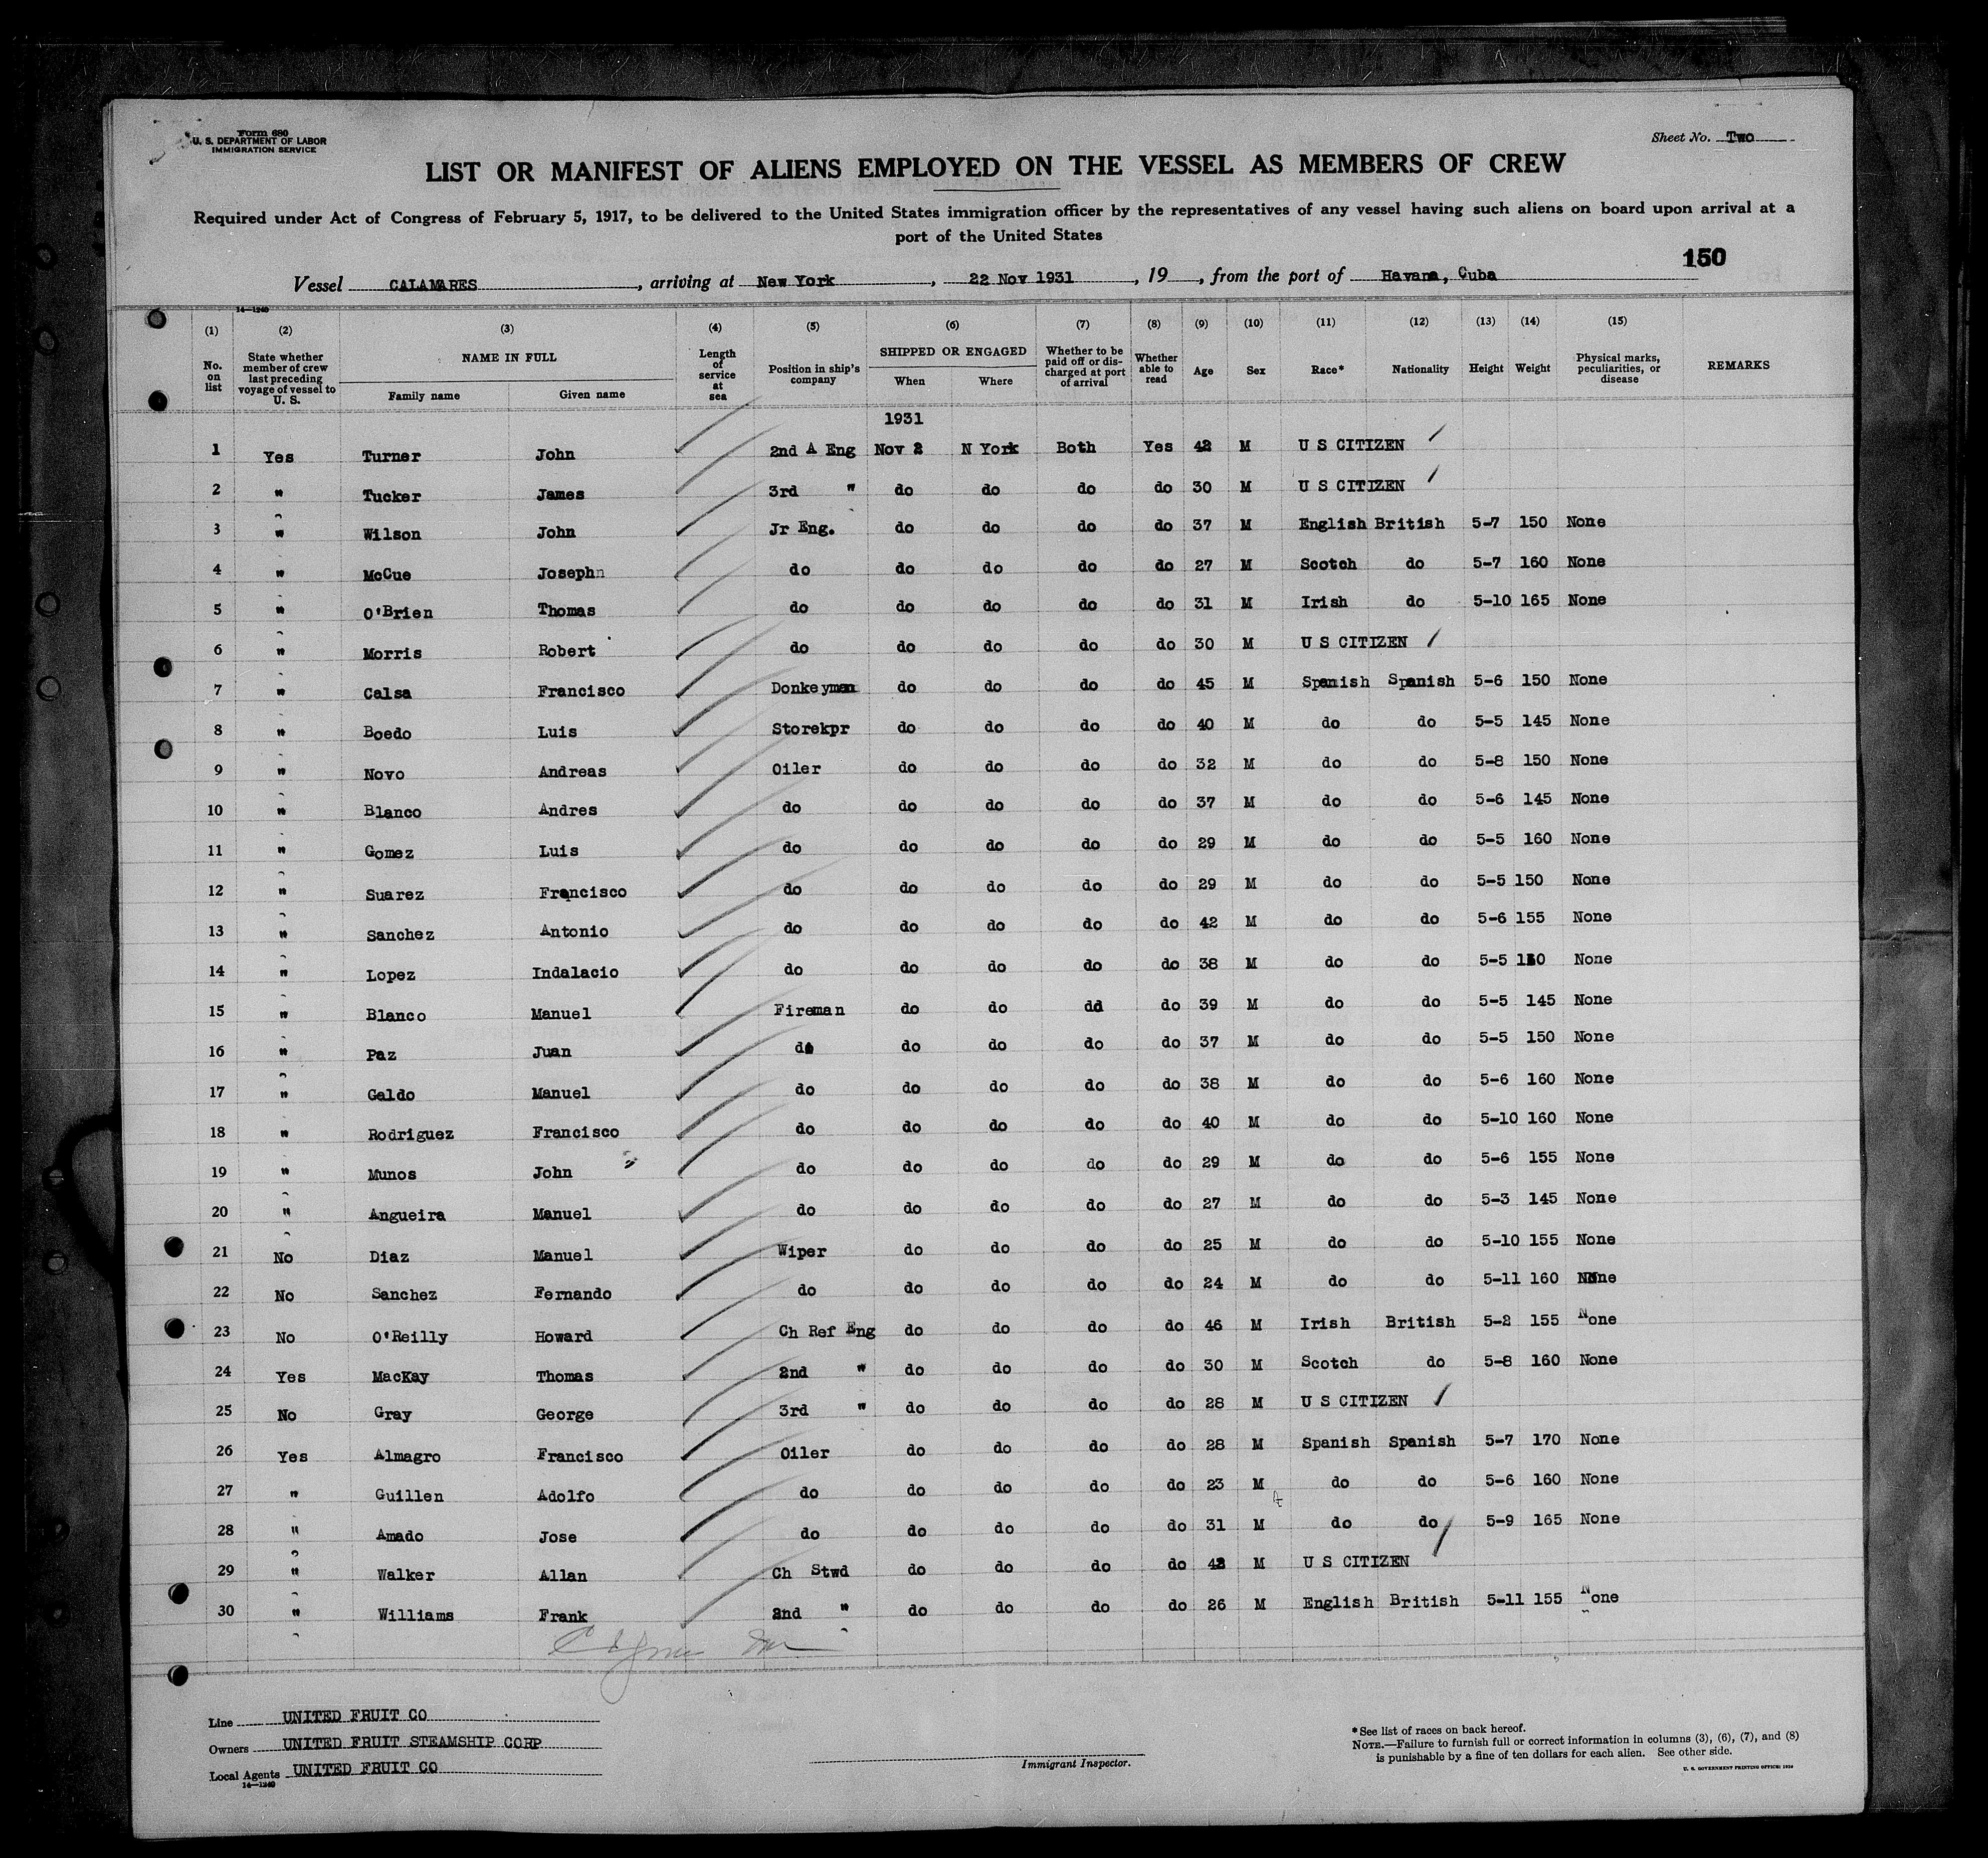 Form 680
U. S. DEPARTMENT OF LABOR
IMMIGRATION SERVICE
Sheet No. Two
LIST OR MANIFEST OF ALIENS EMPLOYED ON THE VESSEL AS MEMBERS OF CREW
Required under Act of Congress of February 5, 1917, to be delivered to the United States immigration officer by the representatives of any vessel having such aliens on board upon arrival at a
port of the United States
150
Vessel CALAMARES, arriving at New York, 22 Nov 1931, 19, from the port of Havana, Cuba
14—1240
(1) (2) (3) (4) (5) (6) (7) (8) (9) (10) (11) (12) (13) (14) (15)
No. on list State whether member of crew last preceding voyage of vessel to U. S. NAME IN FULL Family name Given name Length of service at sea Position in ship's company SHIPPED OR ENGAGED When Where Whether to be paid off or discharged at port of arrival Whether able to read Age Sex Race* Nationality Height Weight Physical marks, peculiarities, or disease REMARKS
1931
1 Yes Turner John 2nd A Eng Nov 2 N York Both Yes 42 M U S CITIZEN
2 " Tucker James 3rd " do do do do 30 M U S CITIZEN
3 " Wilson John Jr Eng. do do do do 37 M English British 5-7 150 None
4 " McCue Joseph do do do do do 27 M Scotch do 5-7 160 None
5 " O'Brien Thomas do do do do do 31 M Irish do 5-10 165 None
6 " Morris Robert do do do do do 30 M U S CITIZEN
7 " Calsa Francisco Donkeyman do do do do 45 M Spanish Spanish 5-6 150 None
8 " Boedo Luis Storekpr do do do do 40 M do do 5-5 145 None
9 " Novo Andreas Oiler do do do do 32 M do do 5-8 150 None
10 " Blanco Andres do do do do do 37 M do do 5-6 145 None
11 " Gomez Luis do do do do do 29 M do do 5-5 160 None
12 " Suarez Francisco do do do do do 29 M do do 5-5 150 None
13 " Sanchez Antonio do do do do do 42 M do do 5-6 155 None
14 " Lopez Indalacio do do do do do 38 M do do 5-5 None
15 " Blanco Manuel Fireman do do dd do 39 M do do 5-5 145 None
16 " Paz Juan do do do do do 37 M do do 5-5 150 None
17 " Galdo Manuel do do do do do 38 M do do 5-6 160 None
18 " Rodriguez Francisco do do do do do 40 M do do 5-10 160 None
19 " Munos John do do do do do 29 M do do 5-6 155 None
20 " Angueira Manuel do do do do do 27 M do do 5-3 145 None
21 No Diaz Manuel Wiper do do do do 25 M do do 5-10 155 None
22 No Sanchez Fernando do do do do do 24 M do do 5-11 160 None
23 No O'Reilly Howard Ch Ref Eng do do do do 46 M Irish British 5-2 155 None
24 Yes MacKay Thomas 2nd " do do do do 30 M Scotch do 5-8 160 None
25 No Gray George 3rd " do do do do 28 M U S CITIZEN
26 Yes Almagro Francisco Oiler do do do do 28 M Spanish Spanish 5-7 170 None
27 " Guillen Adolfo do do do do do 23 M do do 5-6 160 None
28 " Amado Jose do do do do do 31 M do do 5-9 165 None
29 " Walker Allan Ch Stwd do do do do 42 M U S CITIZEN
30 " Williams Frank 2nd " do do do do 26 M English British 5-11 155 None
Line UNITED FRUIT CO
Owners UNITED FRUIT STEAMSHIP CORP
Local Agents UNITED FRUIT CO
14—1240
Immigrant Inspector.
*See list of races on back hereof.
NOTE.—Failure to furnish full or correct information in columns (3), (6), (7), and (8)
is punishable by a fine of ten dollars for each alien. See other side.
U. S. GOVERNMENT PRINTING OFFICE: